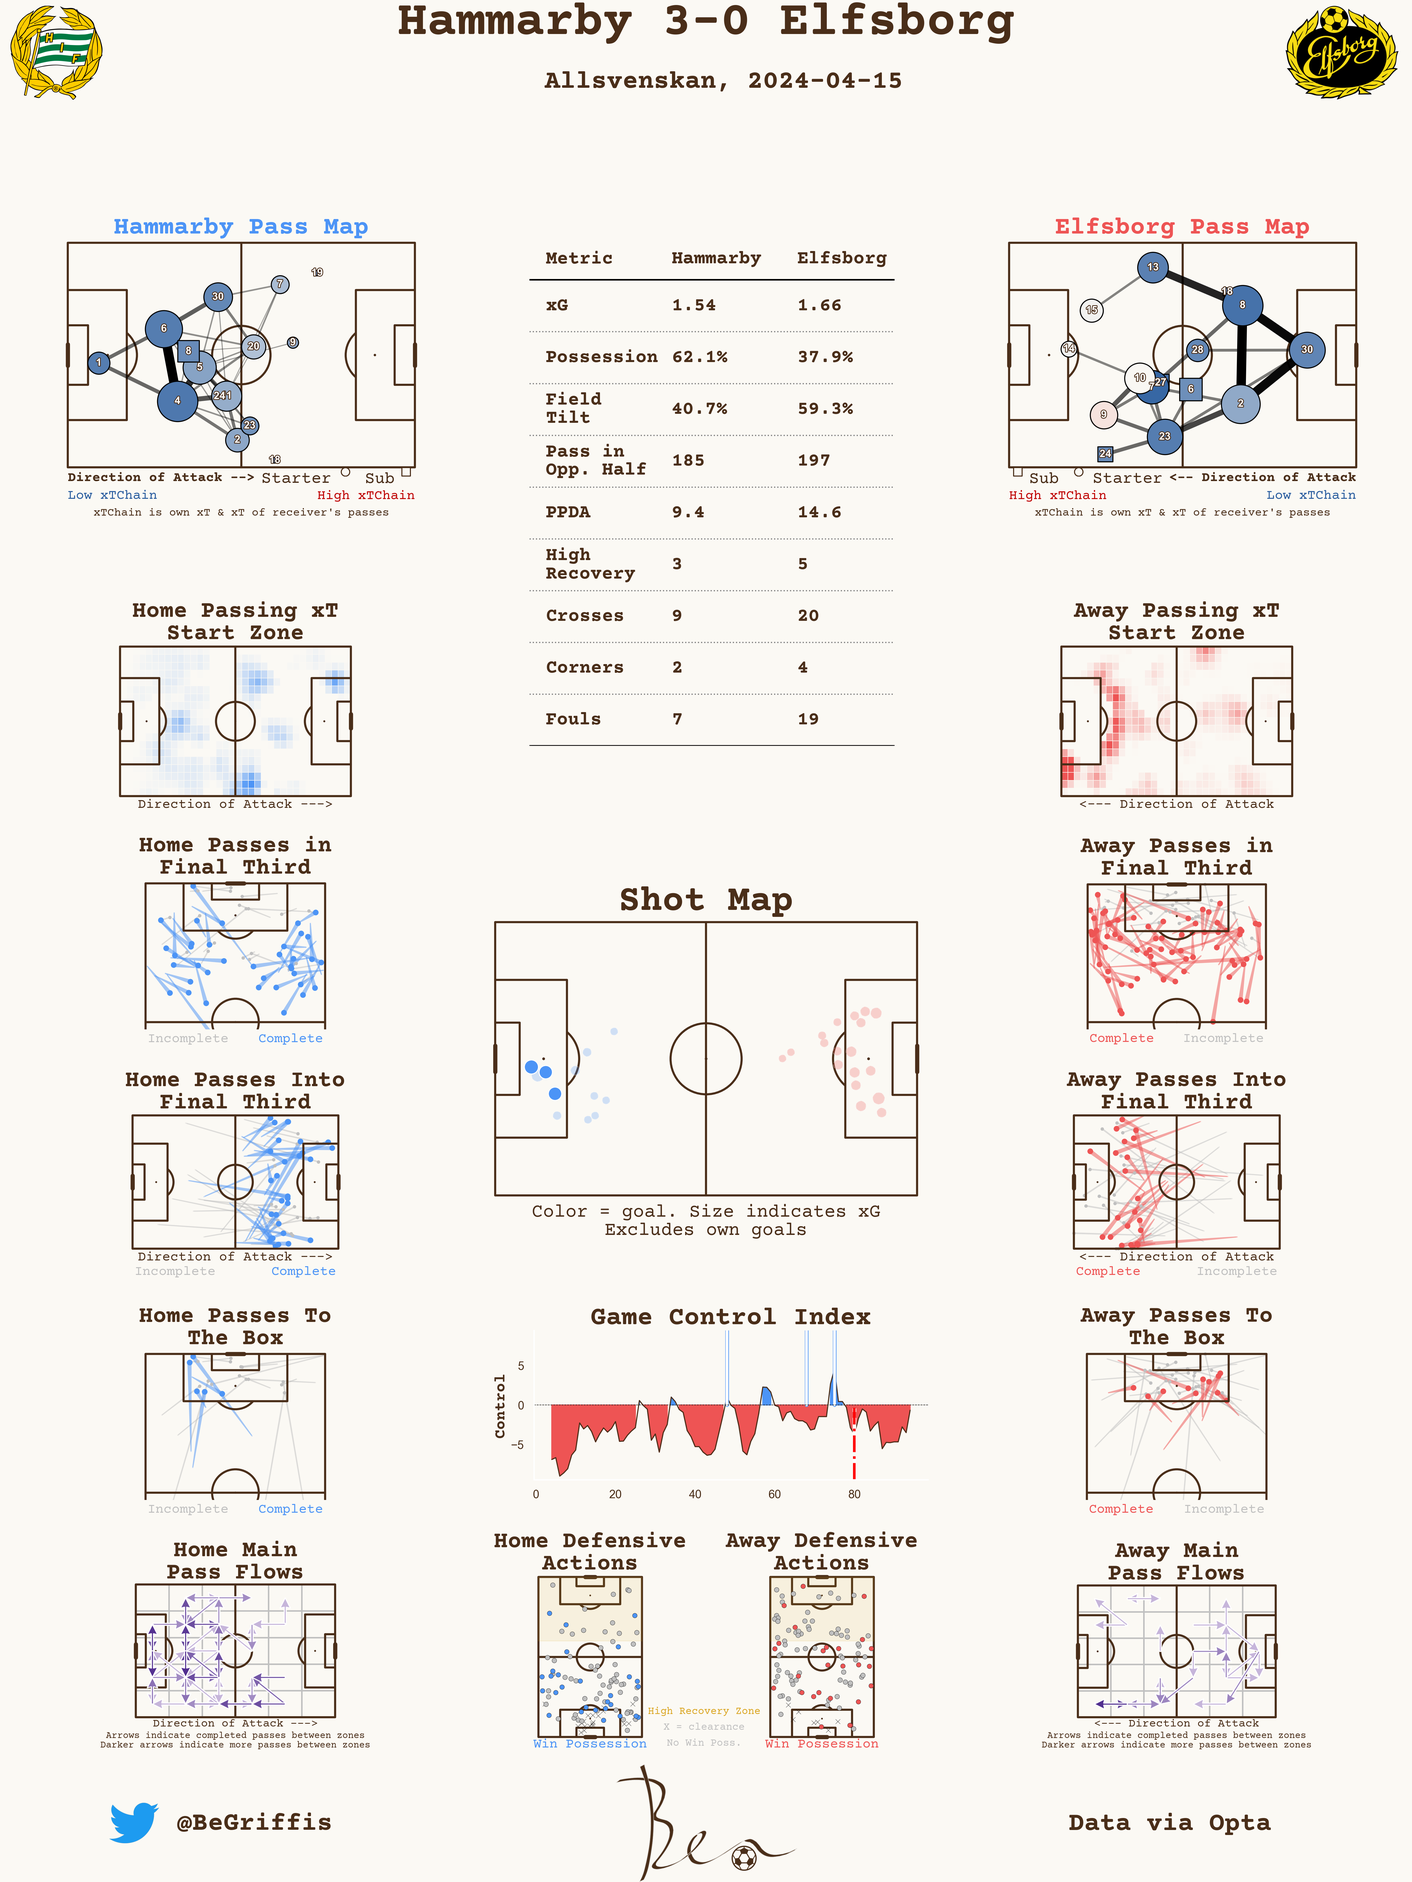 Hammarby 3-0 Elfsborg
Allsvenskan, 2024-04-15
H I F
Elfsborg
Hammarby Pass Map
19
7
30
6
8
20
9
1
5
4
241
23
2
18
Direction of Attack --> Starter Sub
Low xTChain High xTChain
xTChain is own xT & xT of receiver's passes
Metric Hammarby Elfsborg
xG 1.54 1.66
Possession 62.1% 37.9%
Field Tilt 40.7% 59.3%
Pass in Opp. Half 185 197
PPDA 9.4 14.6
High Recovery 3 5
Crosses 9 20
Corners 2 4
Fouls 7 19
Elfsborg Pass Map
13
18
8
15
14
28
30
10
27
7
6
9
2
23
24
Sub Starter <-- Direction of Attack
High xTChain Low xTChain
xTChain is own xT & xT of receiver's passes
Home Passing xT
Start Zone
Direction of Attack --->
Away Passing xT
Start Zone
<--- Direction of Attack
Home Passes in
Final Third
Incomplete Complete
Shot Map
Color = goal. Size indicates xG
Excludes own goals
Away Passes in
Final Third
Complete Incomplete
Home Passes Into
Final Third
Direction of Attack --->
Incomplete Complete
Away Passes Into
Final Third
<--- Direction of Attack
Complete Incomplete
Home Passes To
The Box
Incomplete Complete
Game Control Index
Control
5
0
−5
0 20 40 60 80
Away Passes To
The Box
Complete Incomplete
Home Main
Pass Flows
Direction of Attack --->
Arrows indicate completed passes between zones
Darker arrows indicate more passes between zones
Home Defensive
Actions
Win Possession
High Recovery Zone
X = clearance
No Win Poss.
Away Defensive
Actions
Win Possession
Away Main
Pass Flows
<--- Direction of Attack
Arrows indicate completed passes between zones
Darker arrows indicate more passes between zones
@BeGriffis
Ben
Data via Opta